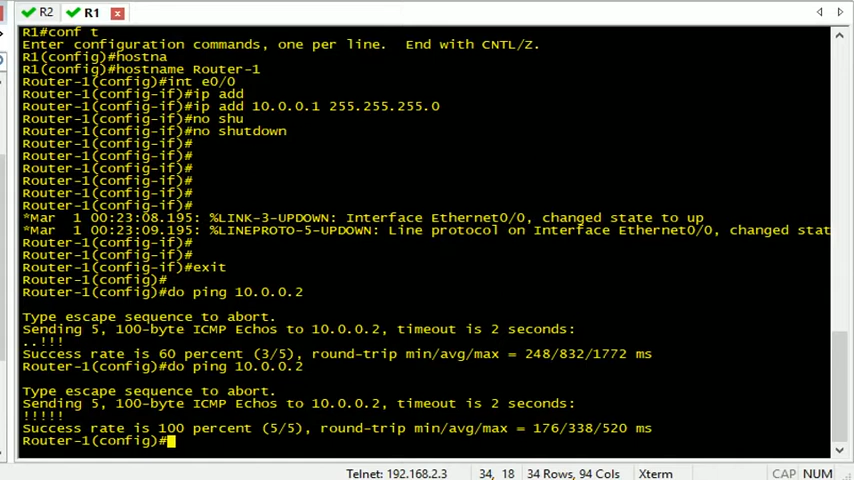 R2
R1
R1#conf t
Enter configuration commands, one per line.  End with CNTL/Z.
R1(config)#hostna
R1(config)#hostname Router-1
Router-1(config)#int e0/0
Router-1(config-if)#ip add
Router-1(config-if)#ip add 10.0.0.1 255.255.255.0
Router-1(config-if)#no shu
Router-1(config-if)#no shutdown
Router-1(config-if)#
Router-1(config-if)#
Router-1(config-if)#
Router-1(config-if)#
Router-1(config-if)#
Router-1(config-if)#
*Mar  1 00:23:08.195: %LINK-3-UPDOWN: Interface Ethernet0/0, changed state to up
*Mar  1 00:23:09.195: %LINEPROTO-5-UPDOWN: Line protocol on Interface Ethernet0/0, changed stat
Router-1(config-if)#
Router-1(config-if)#
Router-1(config-if)#exit
Router-1(config)#
Router-1(config)#do ping 10.0.0.2
Type escape sequence to abort.
Sending 5, 100-byte ICMP Echos to 10.0.0.2, timeout is 2 seconds:
..!!!
Success rate is 60 percent (3/5), round-trip min/avg/max = 248/832/1772 ms
Router-1(config)#do ping 10.0.0.2
Type escape sequence to abort.
Sending 5, 100-byte ICMP Echos to 10.0.0.2, timeout is 2 seconds:
!!!!!
Success rate is 100 percent (5/5), round-trip min/avg/max = 176/338/520 ms
Router-1(config)#
Telnet: 192.168.2.3 34, 18 34 Rows, 94 Cols Xterm CAP NUM